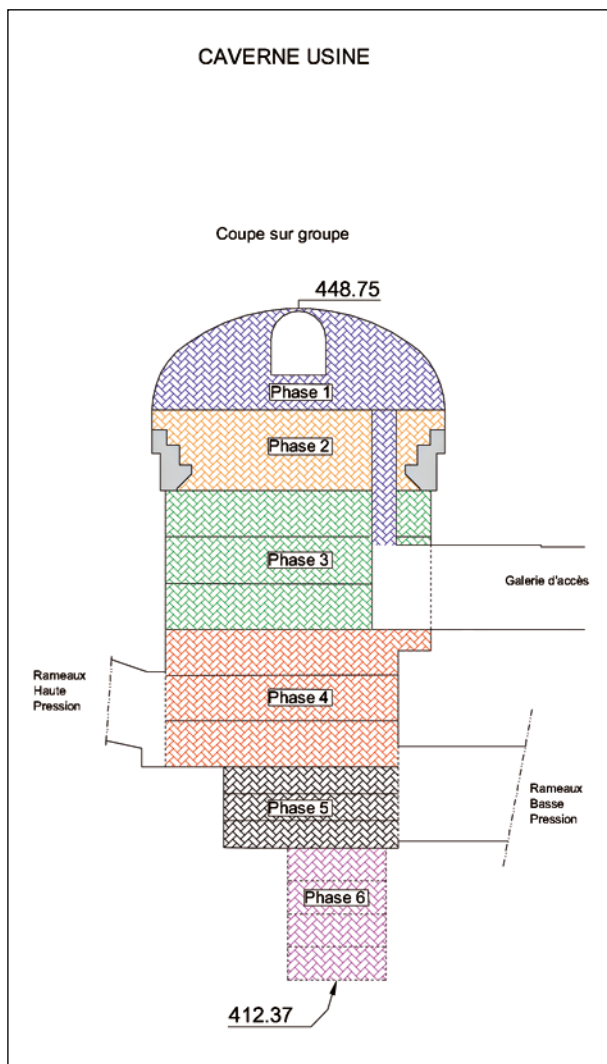 CAVERNE USINE
Coupe sur groupe
448.75
Phase 1
Phase 2
Phase 3
Galerie d'accès
Rameaux
Haute
Pression
Phase 4
Phase 5
Rameaux
Basse
Pression
Phase 6
412.37